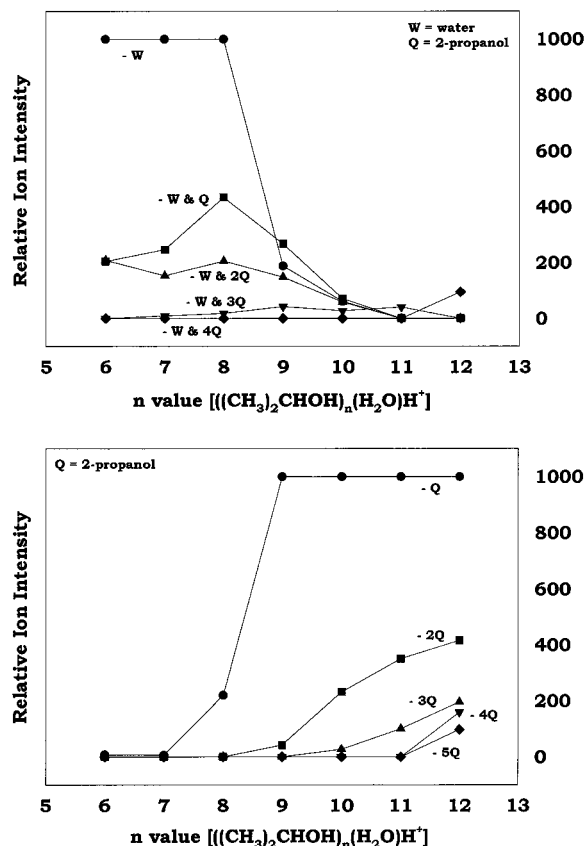 W = water
Q = 2-propanol
1000
800
600
400
200
0
Relative Ion Intensity
- W
- W & Q
- W & 2Q
- W & 3Q
- W & 4Q
5 6 7 8 9 10 11 12 13
n value [((CH₃)₂CHOH)ₙ(H₂O)H⁺]
Q = 2-propanol
1000
800
600
400
200
0
Relative Ion Intensity
- Q
- 2Q
- 3Q
- 4Q
- 5Q
5 6 7 8 9 10 11 12 13
n value [((CH₃)₂CHOH)ₙ(H₂O)H⁺]